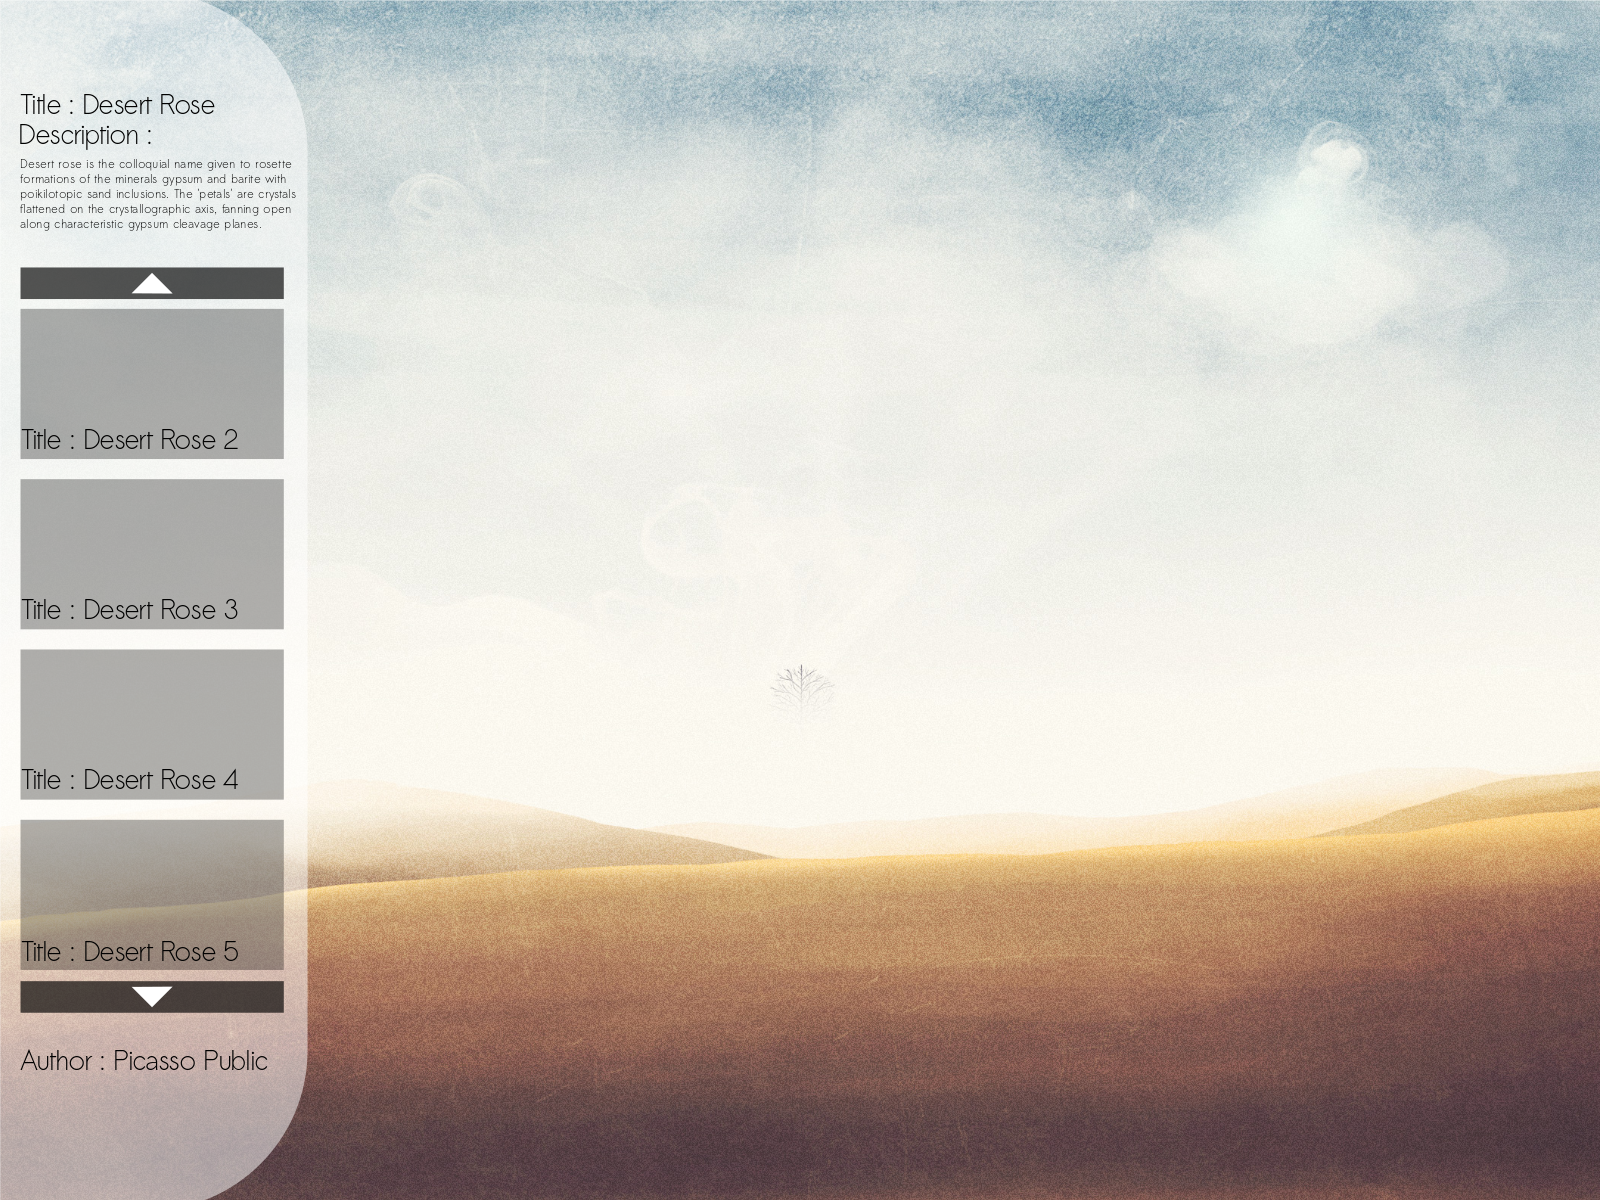 Title : Desert Rose
Description :
Desert rose is the colloquial name given to rosette
formations of the minerals gypsum and barite with
poikilotopic sand inclusions. The 'petals' are crystals
flattened on the crystallographic axis, fanning open
along characteristic gypsum cleavage planes.
Title : Desert Rose 2
Title : Desert Rose 3
Title : Desert Rose 4
Title : Desert Rose 5
Author : Picasso Public